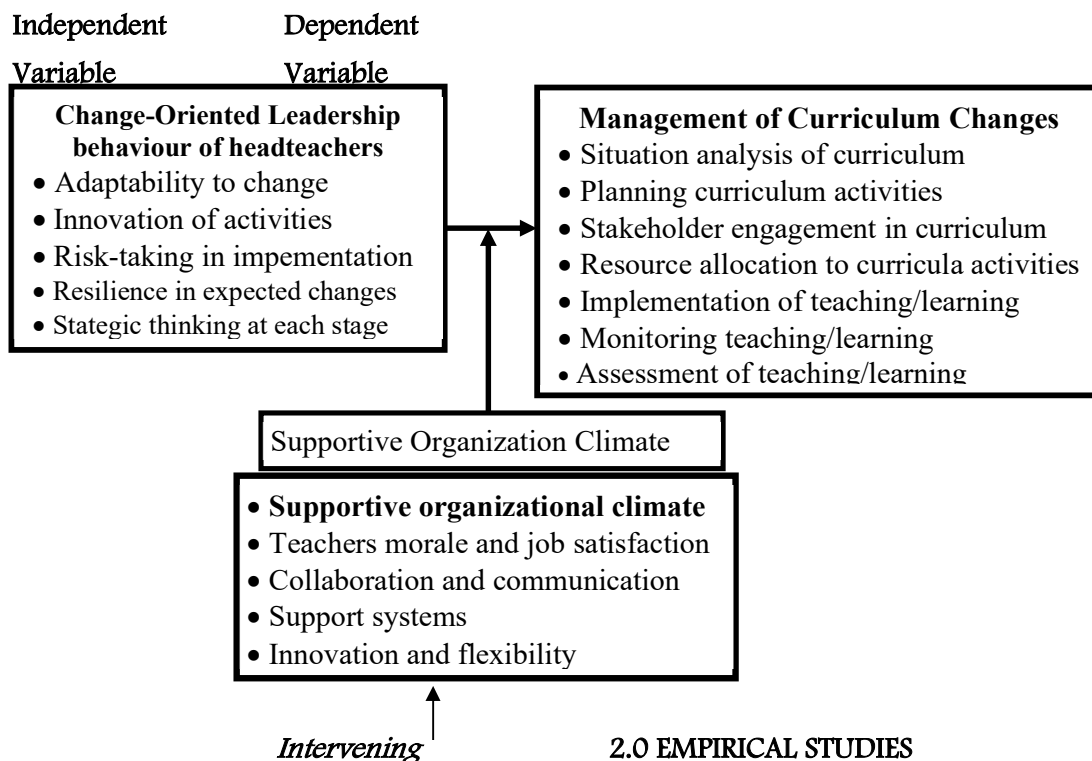 Independent Dependent
Variable Variable
Change-Oriented Leadership
behaviour of headteachers
• Adaptability to change
• Innovation of activities
• Risk-taking in impementation
• Resilience in expected changes
• Stategic thinking at each stage
Management of Curriculum Changes
• Situation analysis of curriculum
• Planning curriculum activities
• Stakeholder engagement in curriculum
• Resource allocation to curricula activities
• Implementation of teaching/learning
• Monitoring teaching/learning
• Assessment of teaching/learning
Supportive Organization Climate
• Supportive organizational climate
• Teachers morale and job satisfaction
• Collaboration and communication
• Support systems
• Innovation and flexibility
Intervening 2.0 EMPIRICAL STUDIES